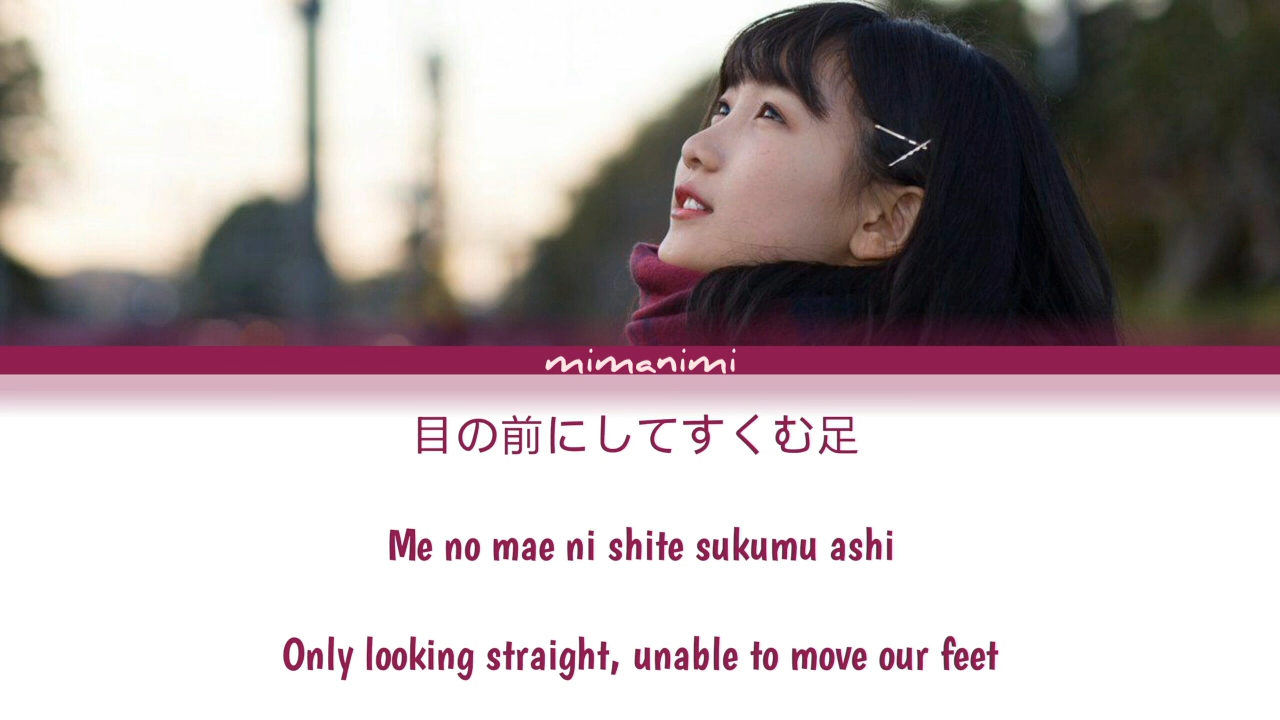 mimanimi
目の前にしてすくむ足
Me no mae ni shite sukumu ashi
Only looking straight, unable to move our feet